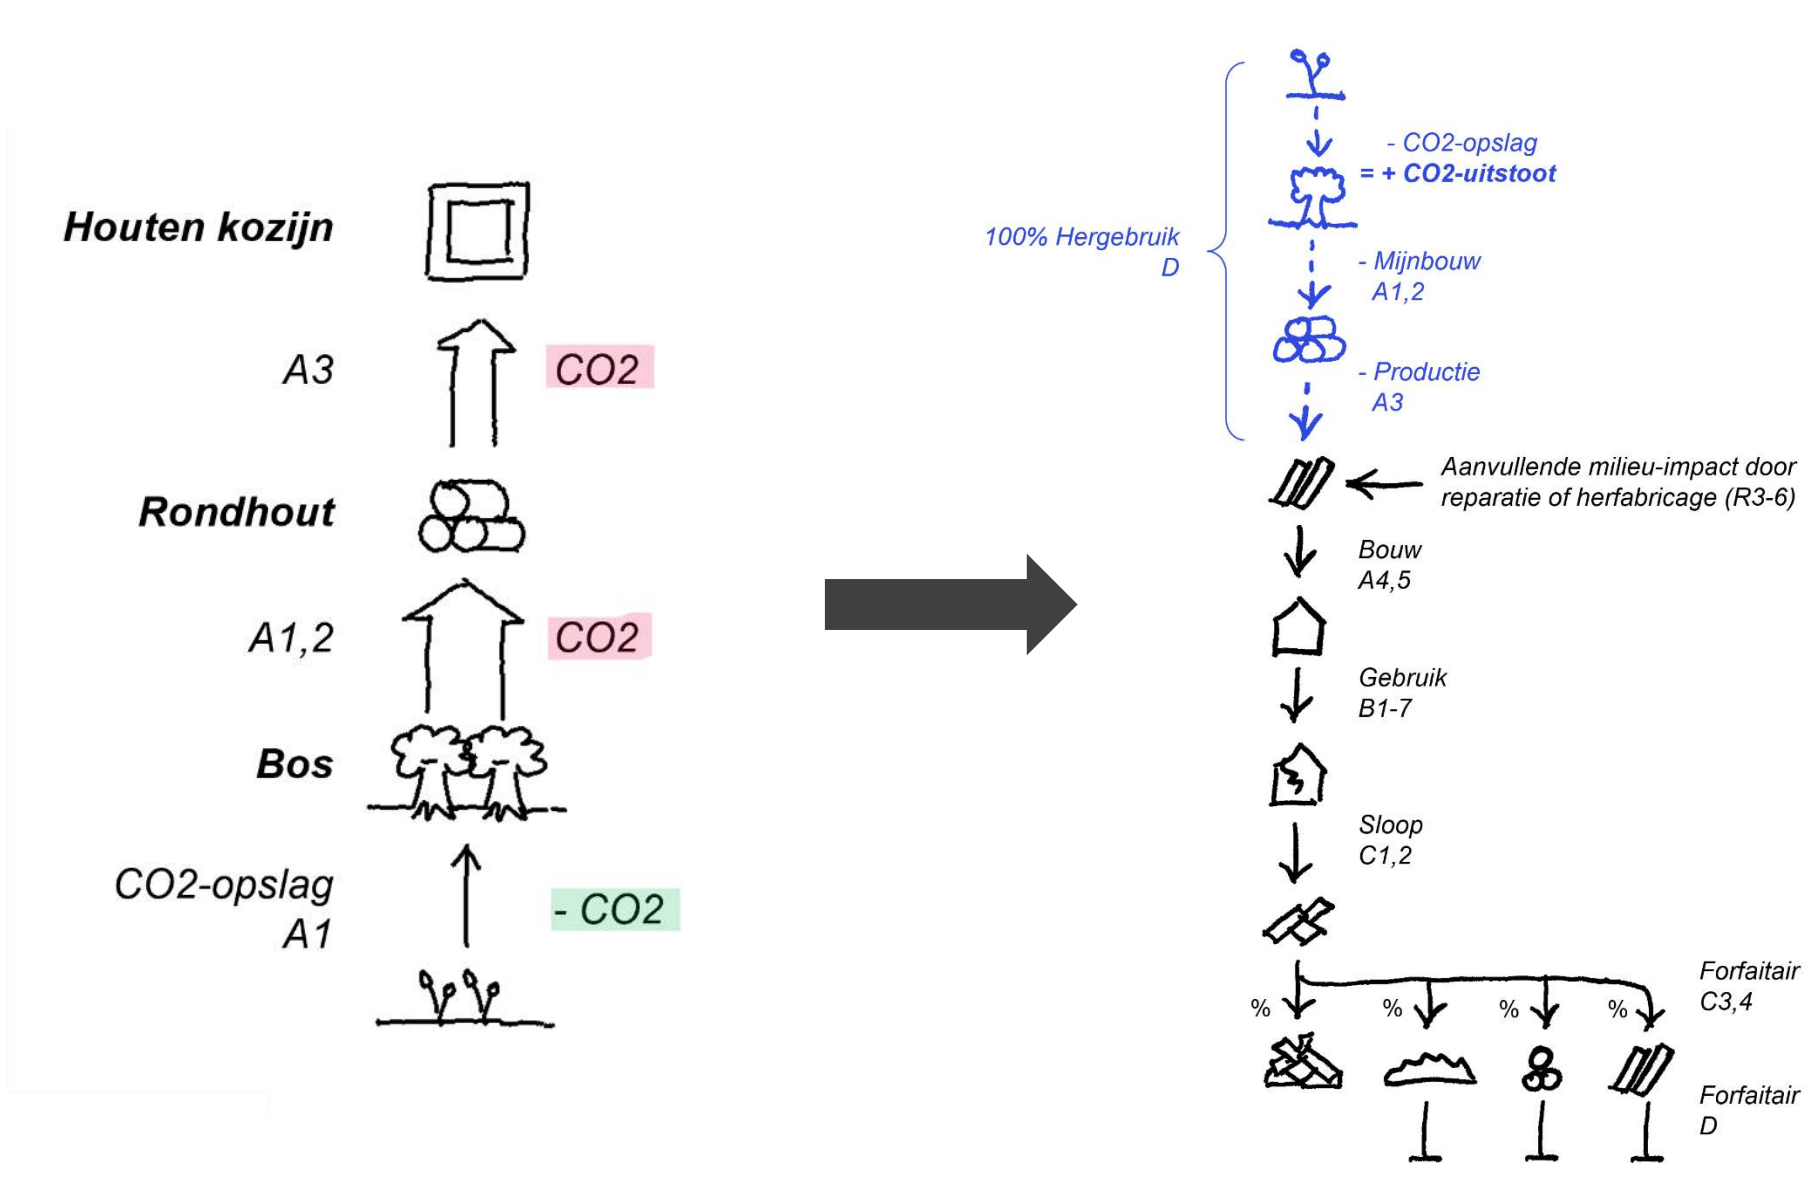 Houten kozijn
A3
CO2
Rondhout
A1,2
CO2
Bos
CO2-opslag
A1
- CO2
- CO2-opslag
= + CO2-uitstoot
100% Hergebruik
D
- Mijnbouw
A1,2
- Productie
A3
Aanvullende milieu-impact door
reparatie of herfabricage (R3-6)
Bouw
A4,5
Gebruik
B1-7
Sloop
C1,2
Forfaitair
C3,4
% % % %
Forfaitair
D